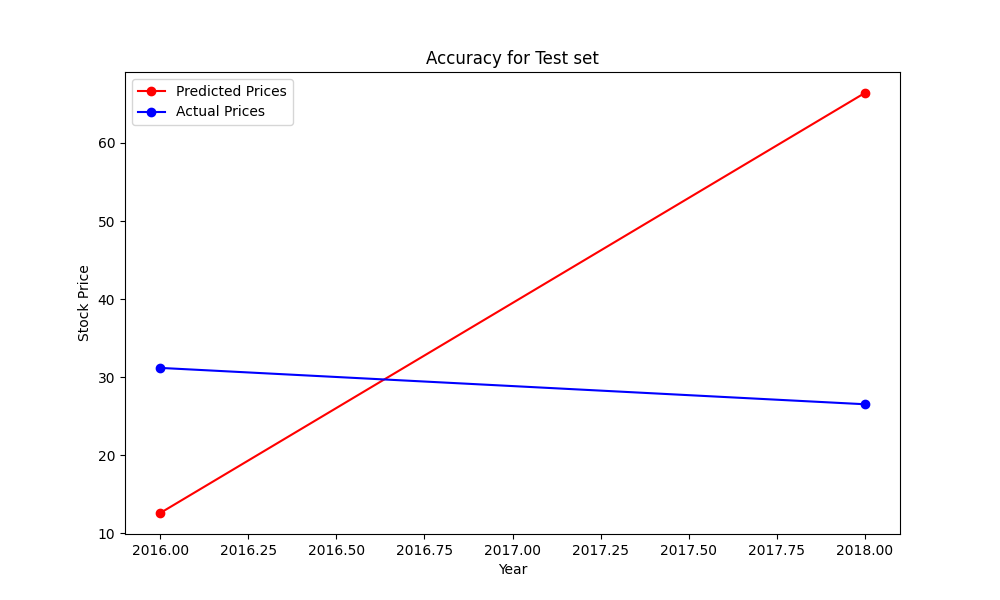 Accuracy for Test set
Predicted Prices
Actual Prices
60
50
40
30
20
10
Stock Price
2016.00 2016.25 2016.50 2016.75 2017.00 2017.25 2017.50 2017.75 2018.00
Year